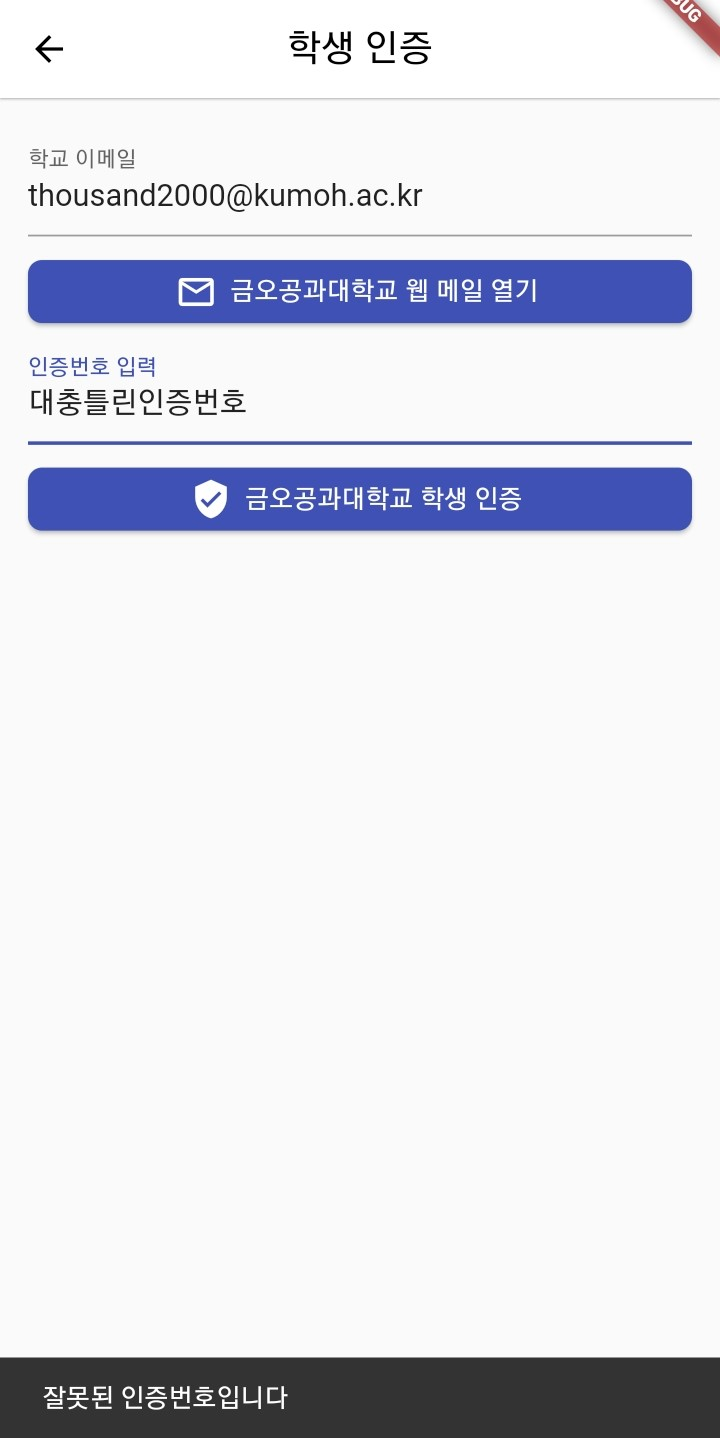 학생 인증
학교 이메일
thousand2000@kumoh.ac.kr
금오공과대학교 웹 메일 열기
인증번호 입력
대충틀린인증번호
금오공과대학교 학생 인증
잘못된 인증번호입니다